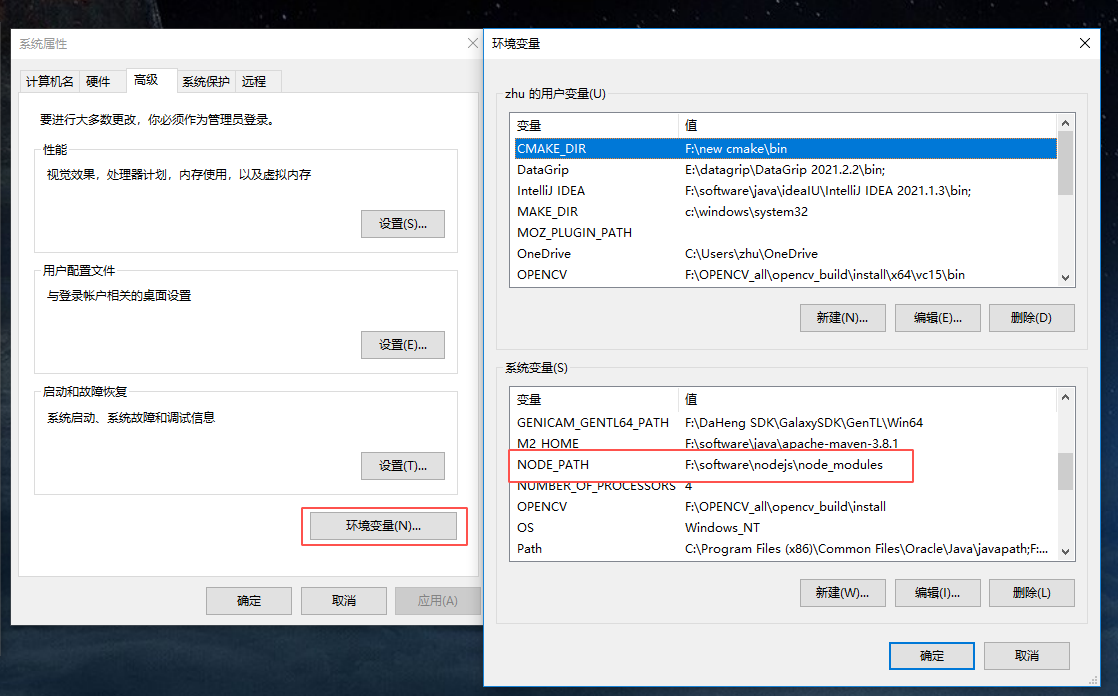 系统属性
计算机名
硬件
高级
系统保护
远程
要进行大多数更改，你必须作为管理员登录。
性能
视觉效果，处理器计划，内存使用，以及虚拟内存
设置(S)...
用户配置文件
与登录帐户相关的桌面设置
设置(E)...
启动和故障恢复
系统启动、系统故障和调试信息
设置(T)...
环境变量(N)...
确定
取消
应用(A)
环境变量
zhu 的用户变量(U)
变量 值
CMAKE_DIR F:\new cmake\bin
DataGrip E:\datagrip\DataGrip 2021.2.2\bin;
IntelliJ IDEA F:\software\java\ideaIU\IntelliJ IDEA 2021.1.3\bin;
MAKE_DIR c:\windows\system32
MOZ_PLUGIN_PATH
OneDrive C:\Users\zhu\OneDrive
OPENCV F:\OPENCV_all\opencv_build\install\x64\vc15\bin
新建(N)...
编辑(E)...
删除(D)
系统变量(S)
变量 值
GENICAM_GENTL64_PATH F:\DaHeng SDK\GalaxySDK\GenTL\Win64
M2_HOME F:\software\java\apache-maven-3.8.1
NODE_PATH F:\software\nodejs\node_modules
NUMBER_OF_PROCESSORS 4
OPENCV F:\OPENCV_all\opencv_build\install
OS Windows_NT
Path C:\Program Files (x86)\Common Files\Oracle\Java\javapath;F:...
新建(W)...
编辑(I)...
删除(L)
确定
取消